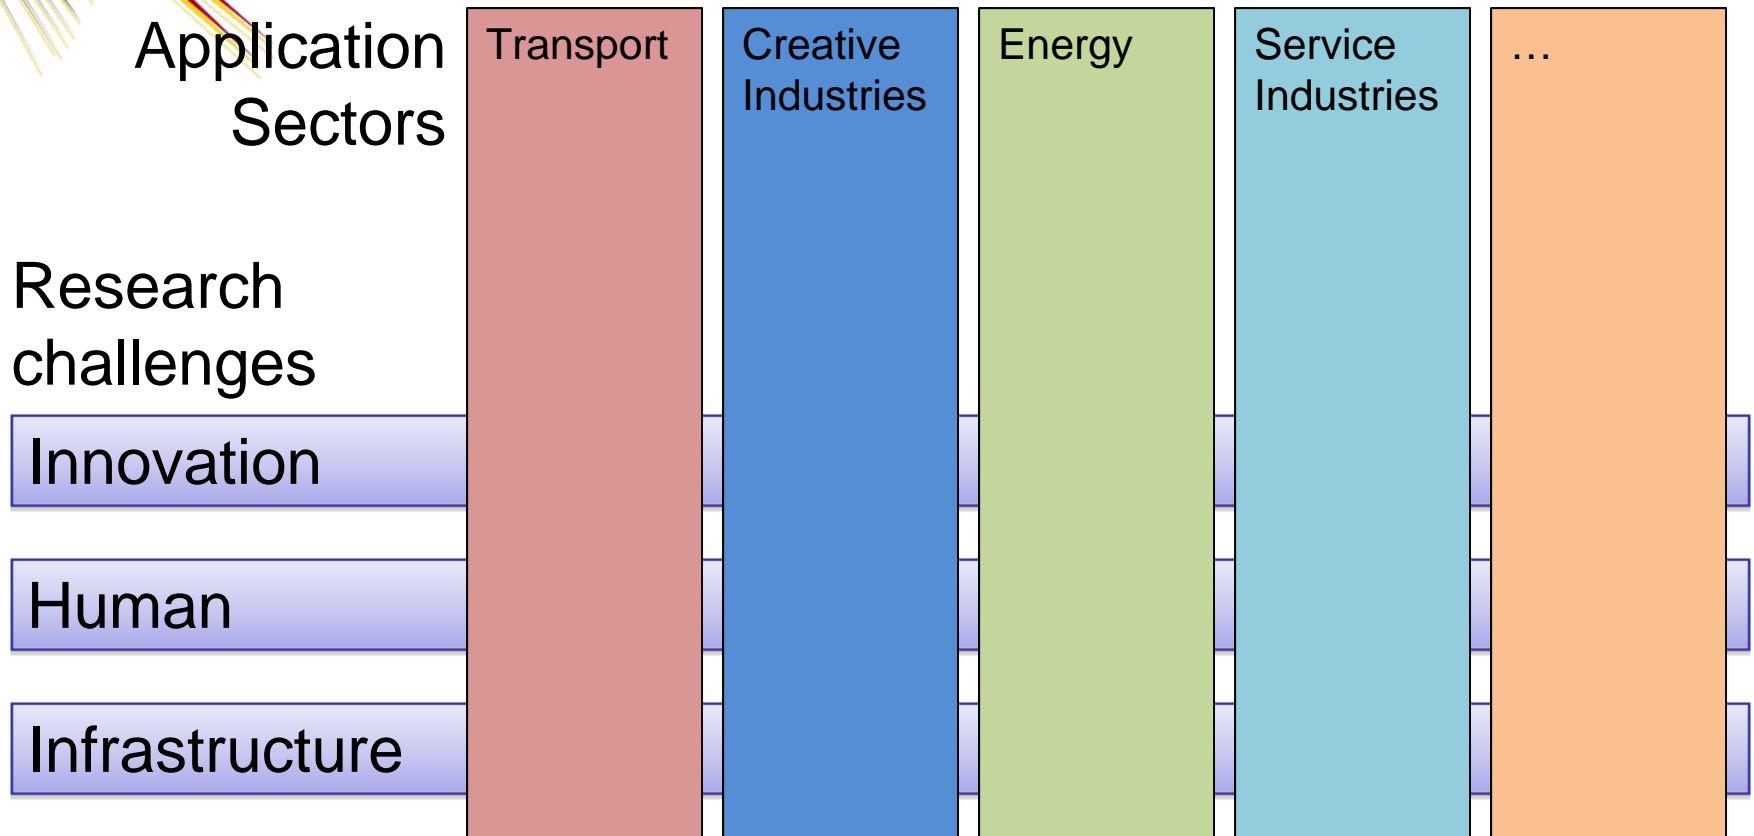 Application
Sectors
Transport
Creative
Industries
Energy
Service
Industries
…
Research
challenges
Innovation
Human
Infrastructure